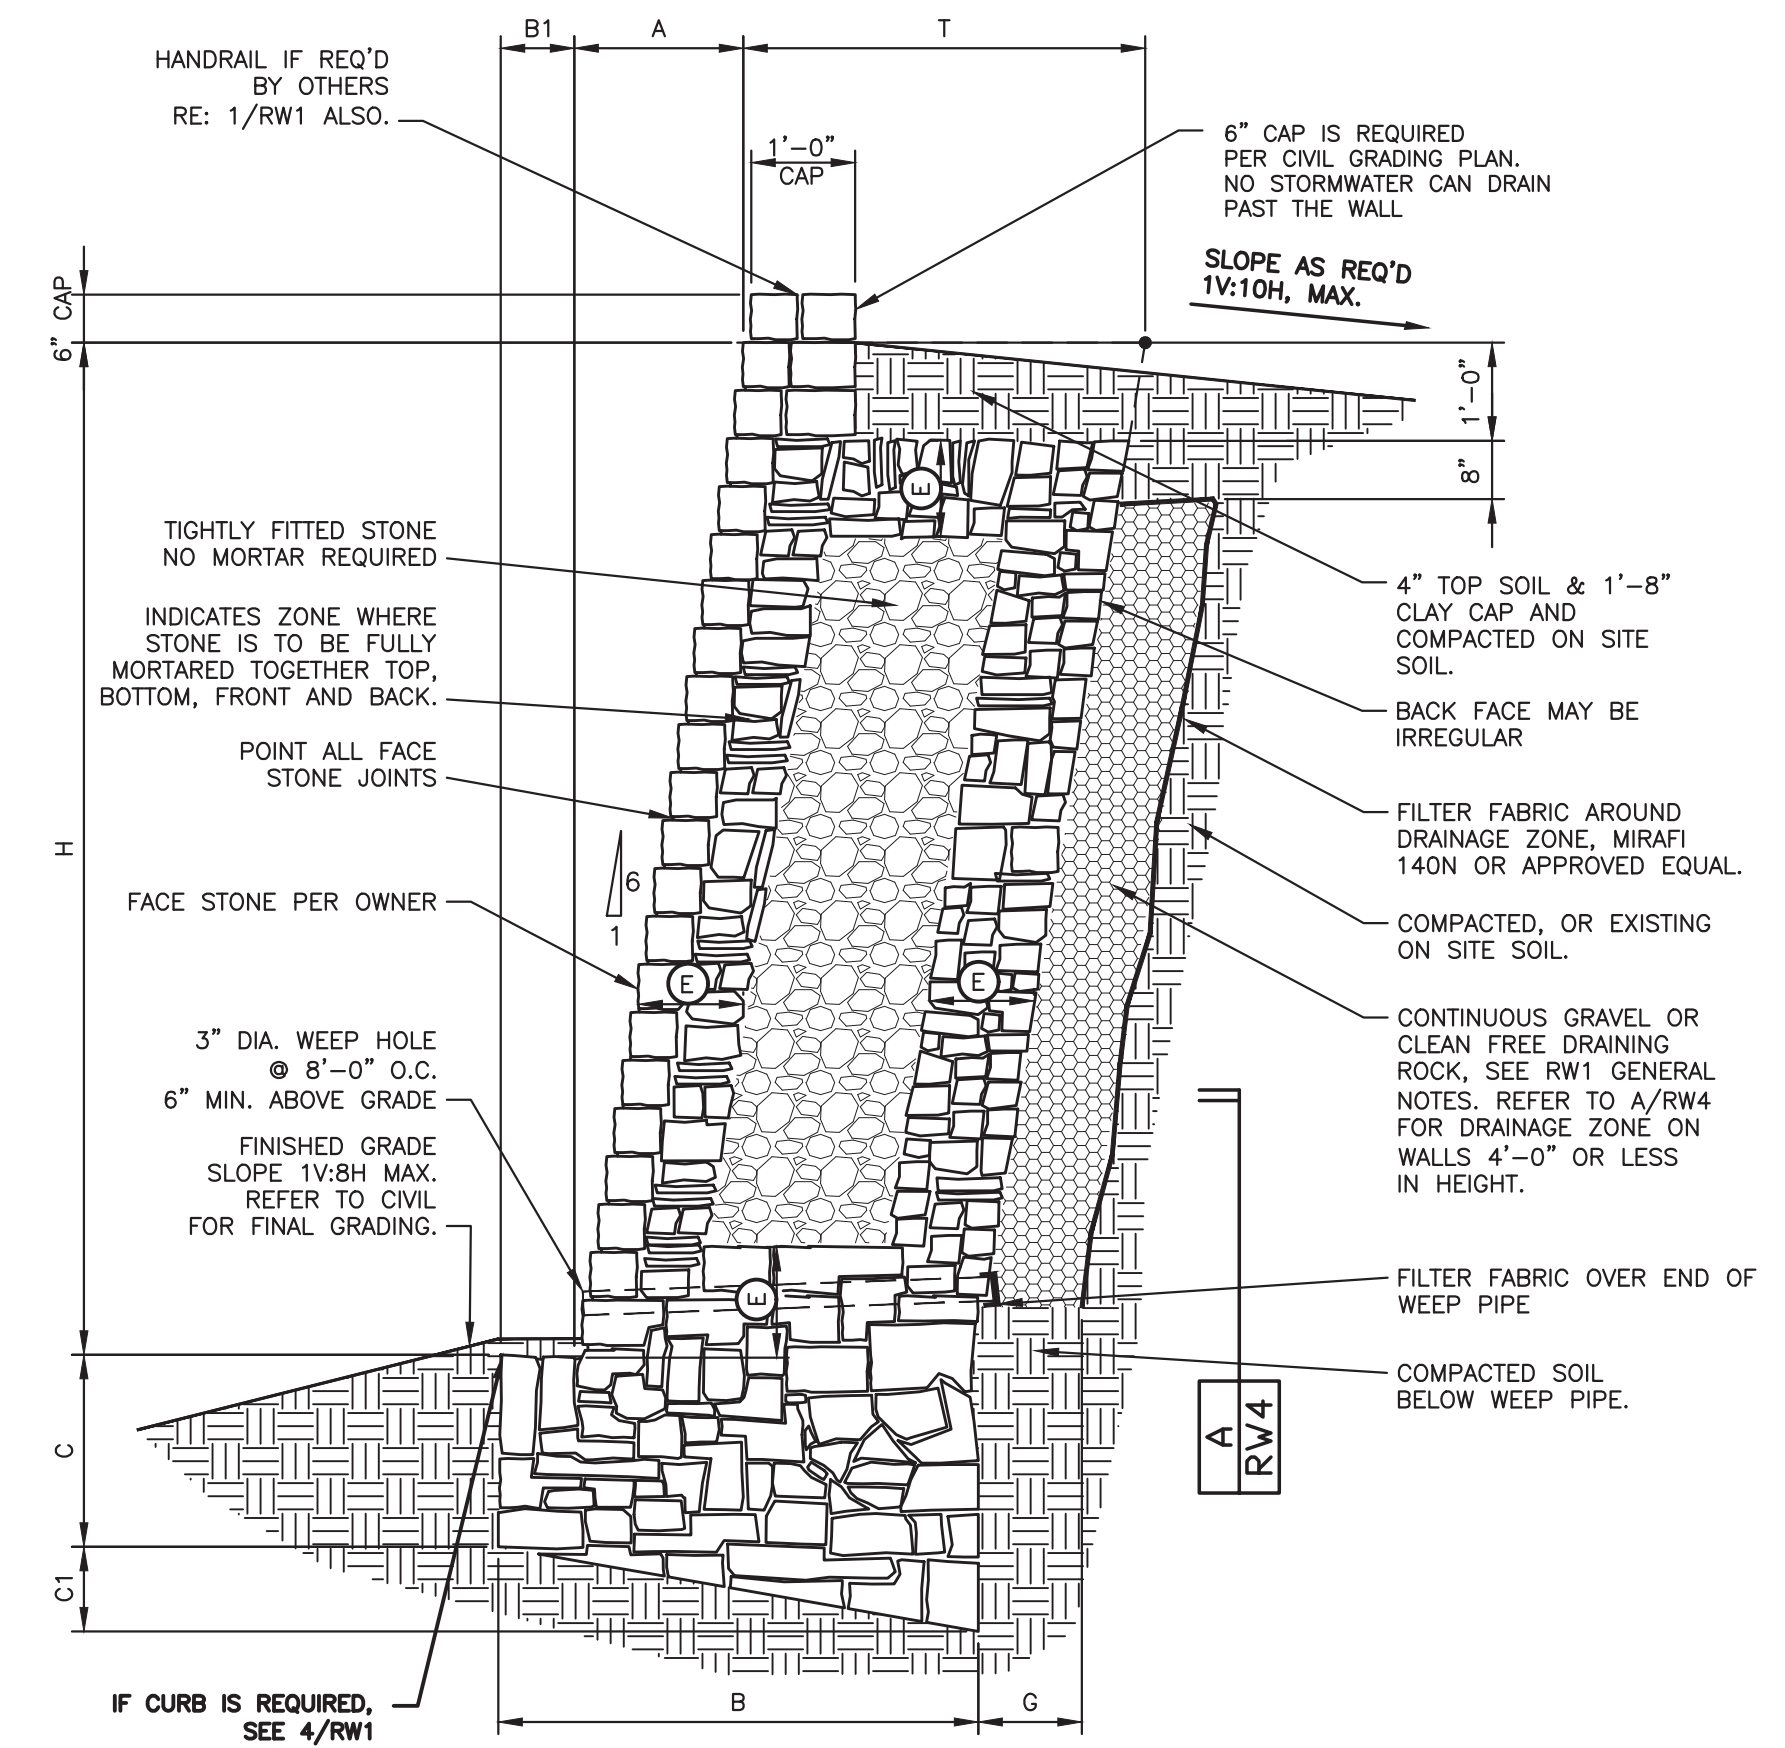 B1
A
T
HANDRAIL IF REQ'D
BY OTHERS
RE: 1/RW1 ALSO.
1'-0"
CAP
6" CAP IS REQUIRED
PER CIVIL GRADING PLAN.
NO STORMWATER CAN DRAIN
PAST THE WALL
SLOPE AS REQ'D
1V:10H, MAX.
6" CAP
1'-0"
8"
E
TIGHTLY FITTED STONE
NO MORTAR REQUIRED
INDICATES ZONE WHERE
STONE IS TO BE FULLY
MORTARED TOGETHER TOP,
BOTTOM, FRONT AND BACK.
POINT ALL FACE
STONE JOINTS
H
6
1
FACE STONE PER OWNER
E
E
3" DIA. WEEP HOLE
@ 8'-0" O.C.
6" MIN. ABOVE GRADE
FINISHED GRADE
SLOPE 1V:8H MAX.
REFER TO CIVIL
FOR FINAL GRADING.
E
4" TOP SOIL & 1'-8"
CLAY CAP AND
COMPACTED ON SITE
SOIL.
BACK FACE MAY BE
IRREGULAR
FILTER FABRIC AROUND
DRAINAGE ZONE, MIRAFI
140N OR APPROVED EQUAL.
COMPACTED, OR EXISTING
ON SITE SOIL.
CONTINUOUS GRAVEL OR
CLEAN FREE DRAINING
ROCK, SEE RW1 GENERAL
NOTES. REFER TO A/RW4
FOR DRAINAGE ZONE ON
WALLS 4'-0" OR LESS
IN HEIGHT.
FILTER FABRIC OVER END OF
WEEP PIPE
COMPACTED SOIL
BELOW WEEP PIPE.
A
RW4
C
C1
IF CURB IS REQUIRED,
SEE 4/RW1
B
G